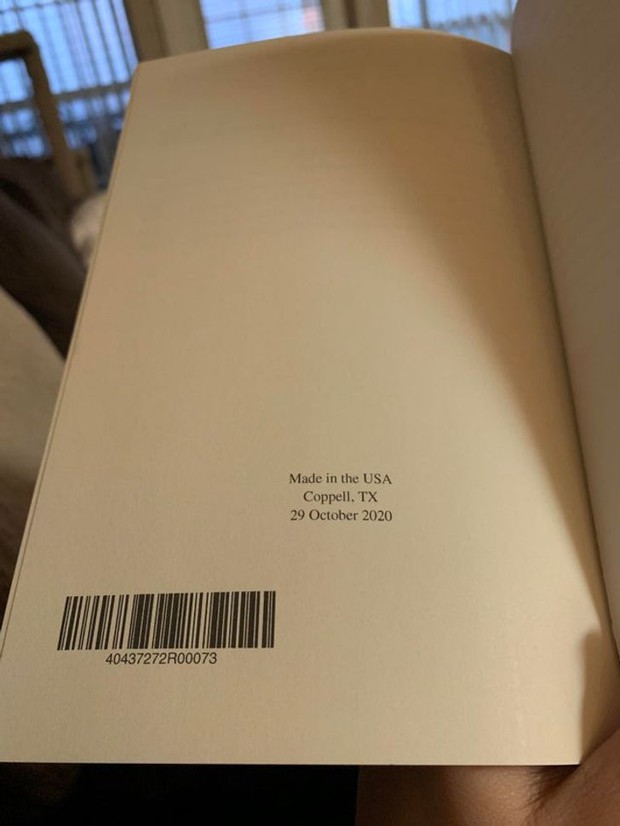 Made in the USA
Coppell, TX
29 October 2020
40437272R00073